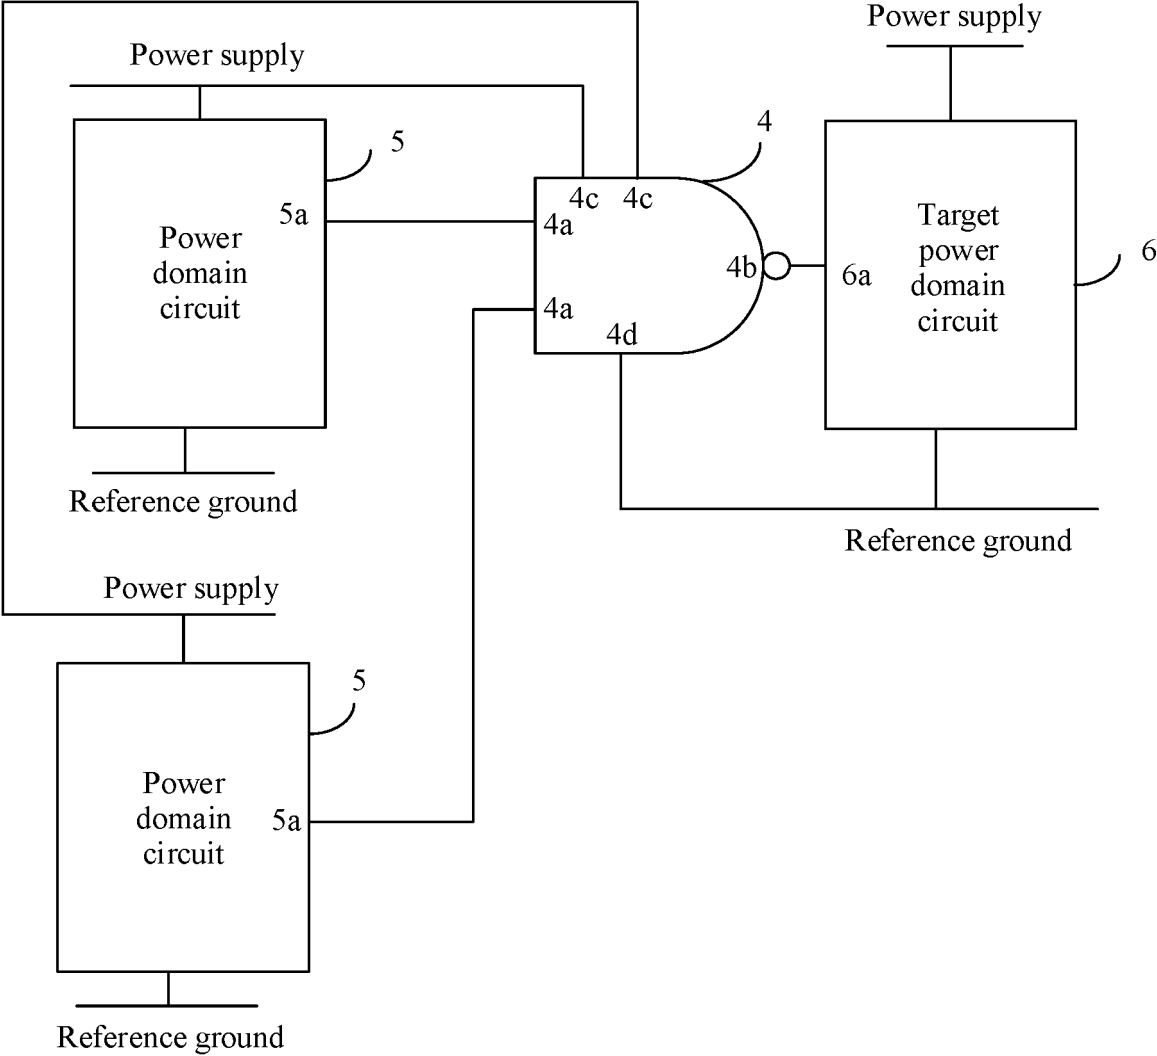 Power supply
Power supply
4
5
4c 4c
5a
4a
Power
domain
circuit
4b
6a
Target
power
domain
circuit
6
4a
4d
Reference ground
Reference ground
Power supply
5
Power
domain
circuit
5a
Reference ground